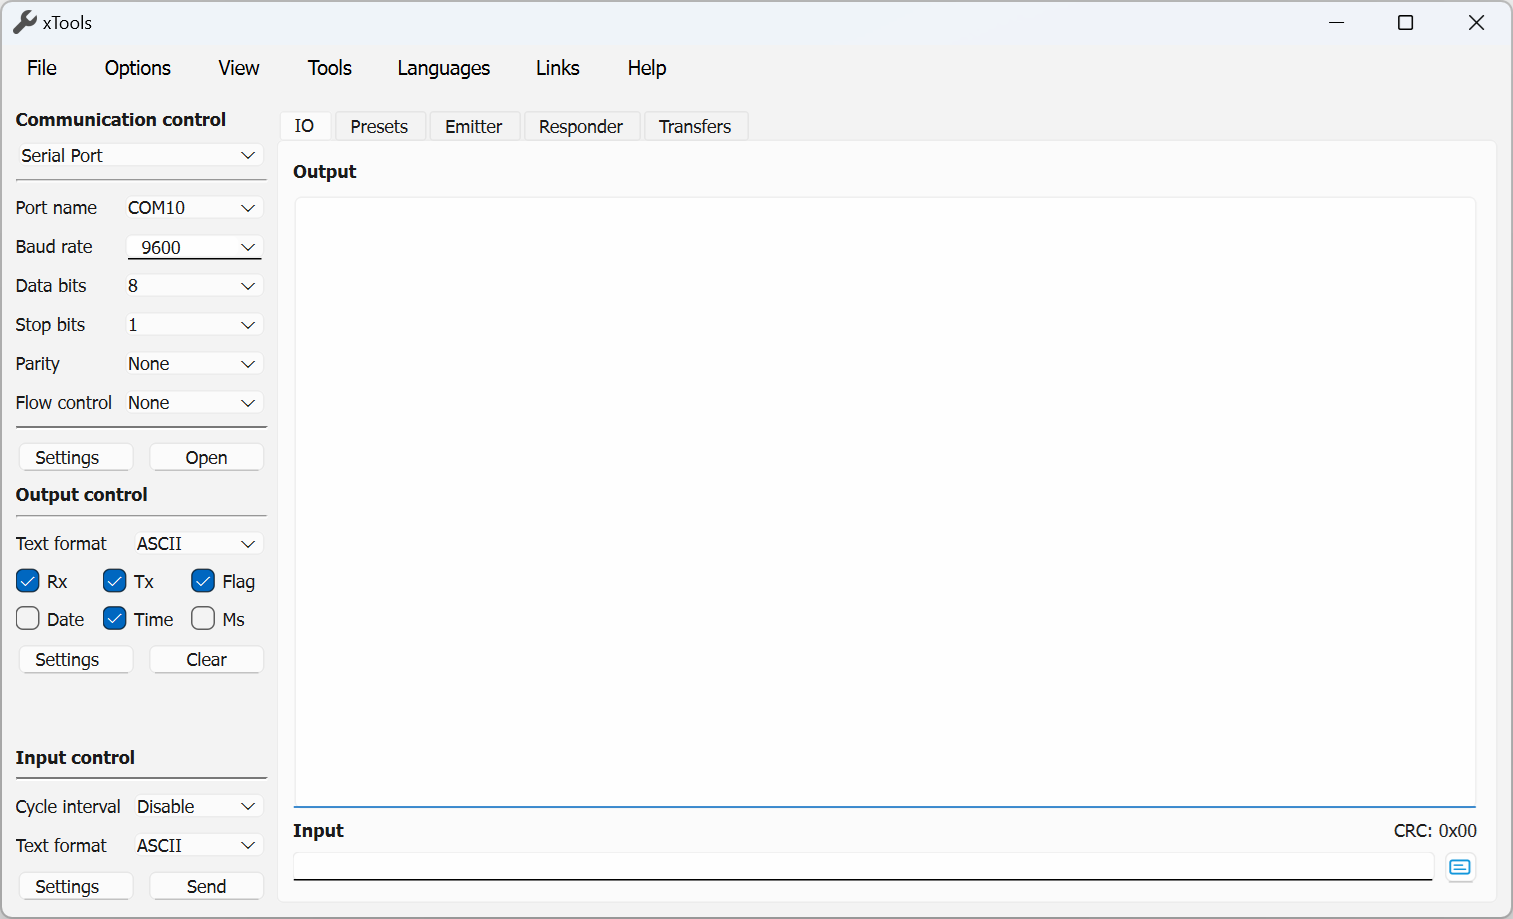 xTools
File Options View Tools Languages Links Help
Communication control
Serial Port
Port name COM10
Baud rate 9600
Data bits 8
Stop bits 1
Parity None
Flow control None
Settings Open
Output control
Text format ASCII
Rx Tx Flag
Date Time Ms
Settings Clear
Input control
Cycle interval Disable
Text format ASCII
Settings Send
IO Presets Emitter Responder Transfers
Output
Input CRC: 0x00